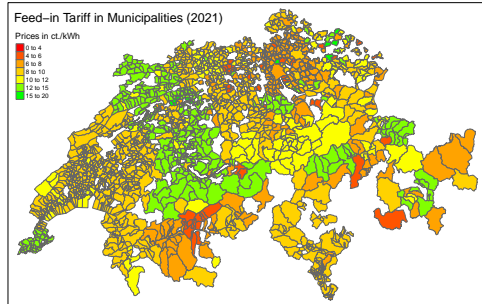 Feed−in Tariff in Municipalities (2021)
Prices in ct./kWh
0 to 4
4 to 6
6 to 8
8 to 10
10 to 12
12 to 15
15 to 20